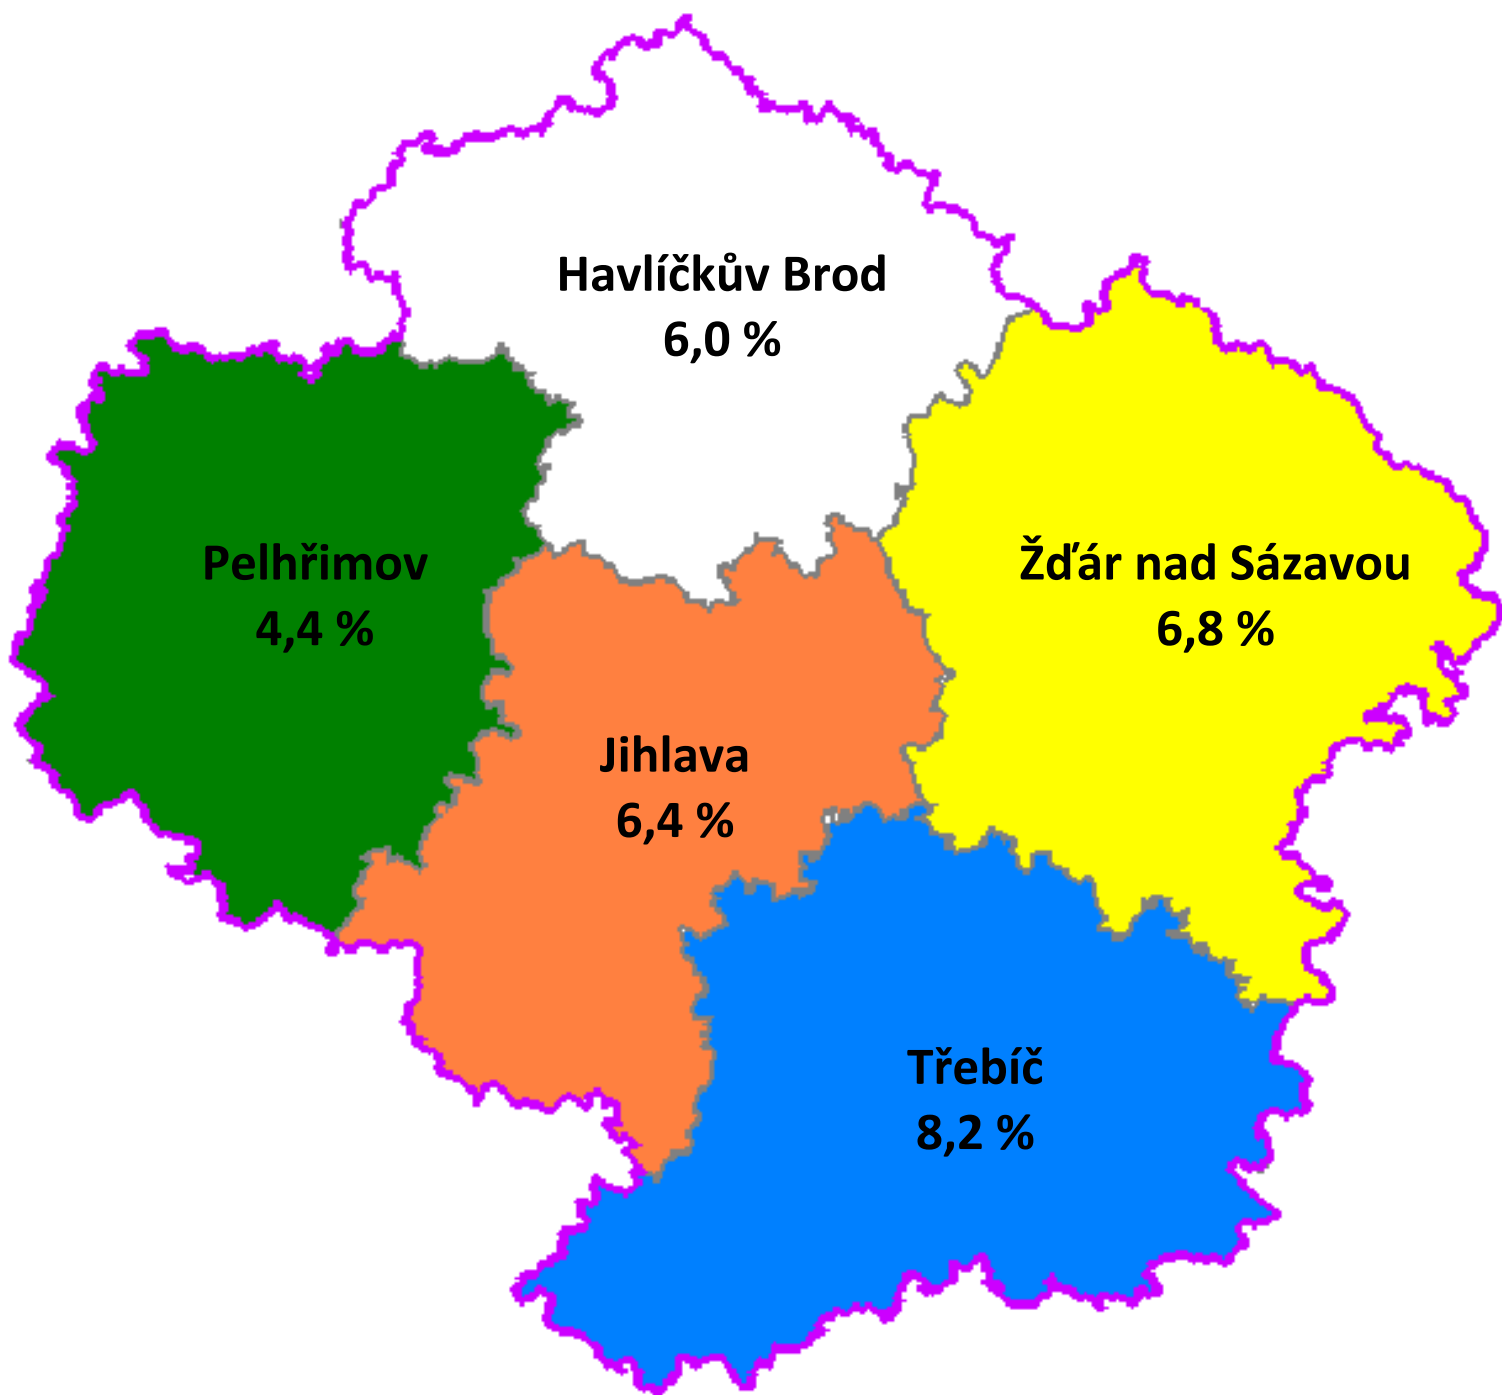 Havlíčkův Brod
6,0 %
Pelhřimov
4,4 %
Žďár nad Sázavou
6,8 %
Jihlava
6,4 %
Třebíč
8,2 %